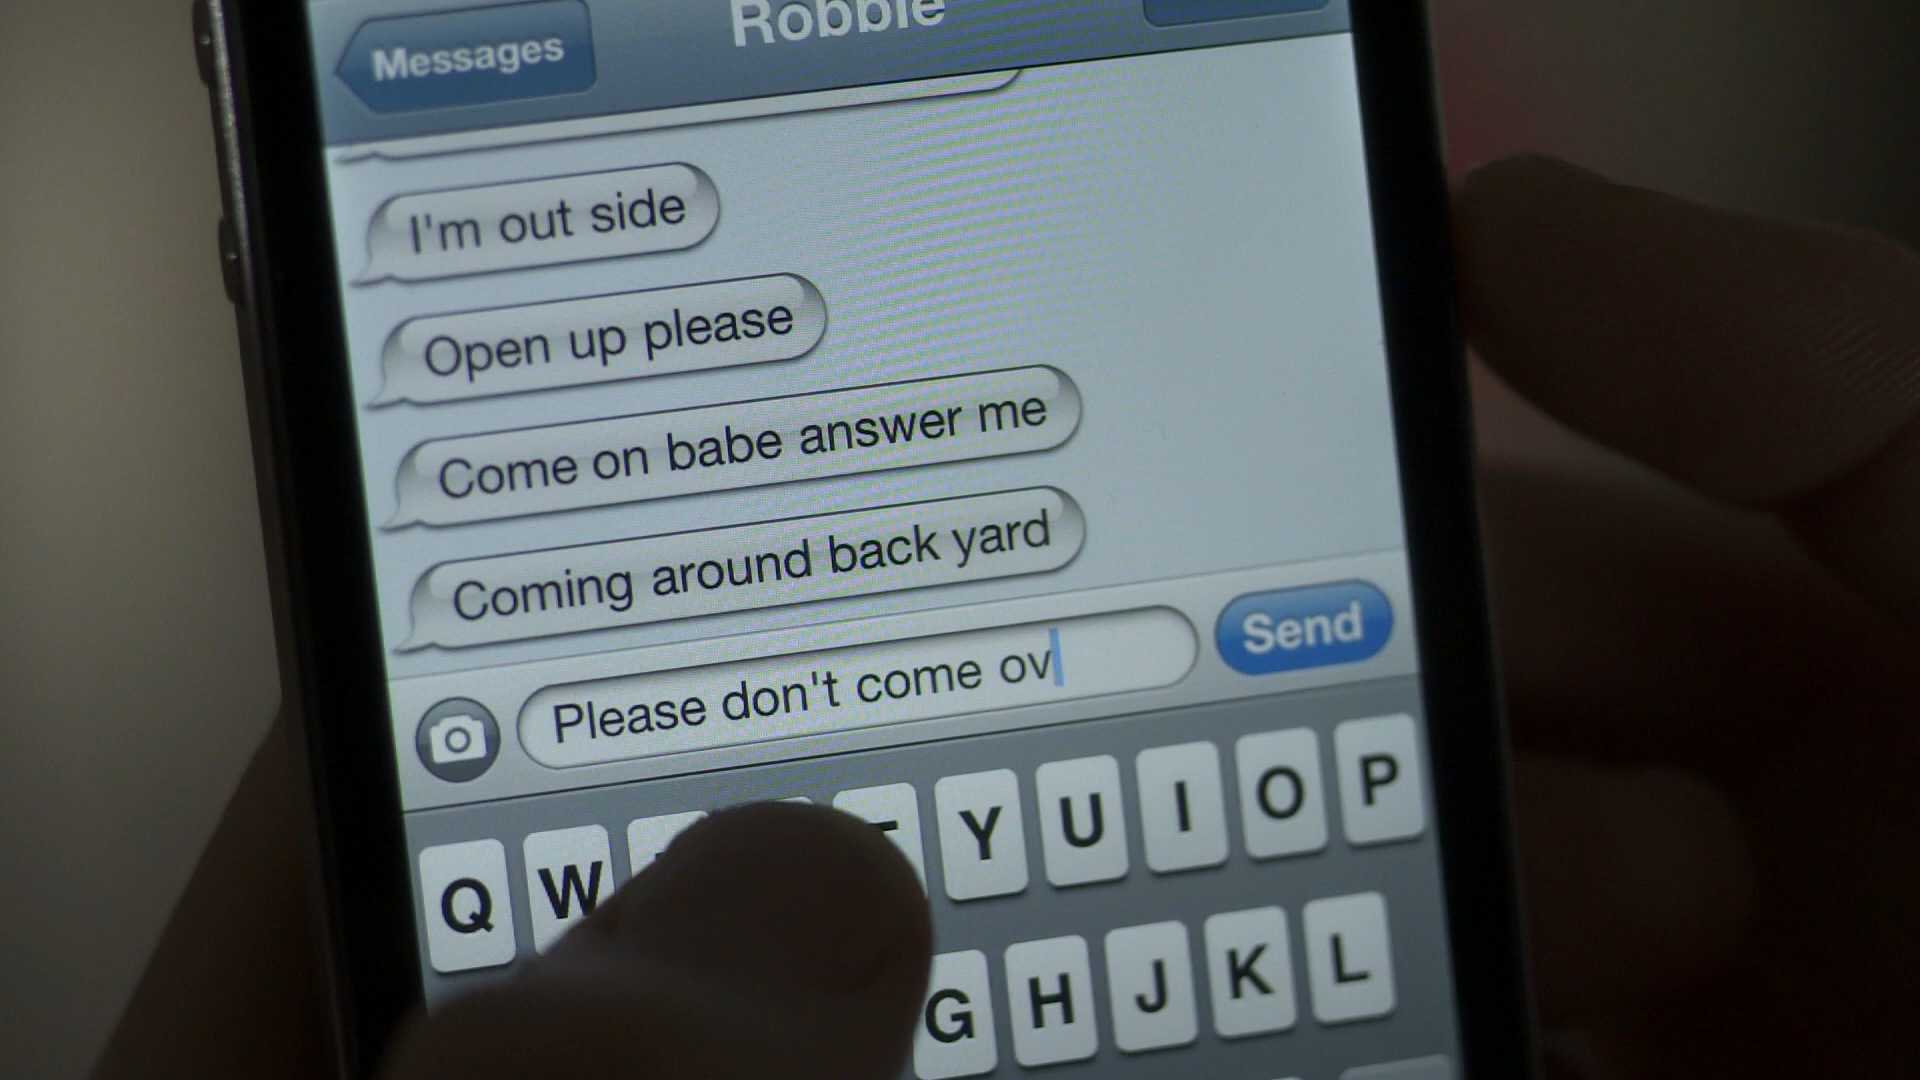 Messages
Robbie
I'm out side
Open up please
Come on babe answer me
Coming around back yard
Please don't come ov
Send
Q W Y U I O P
G H J K L